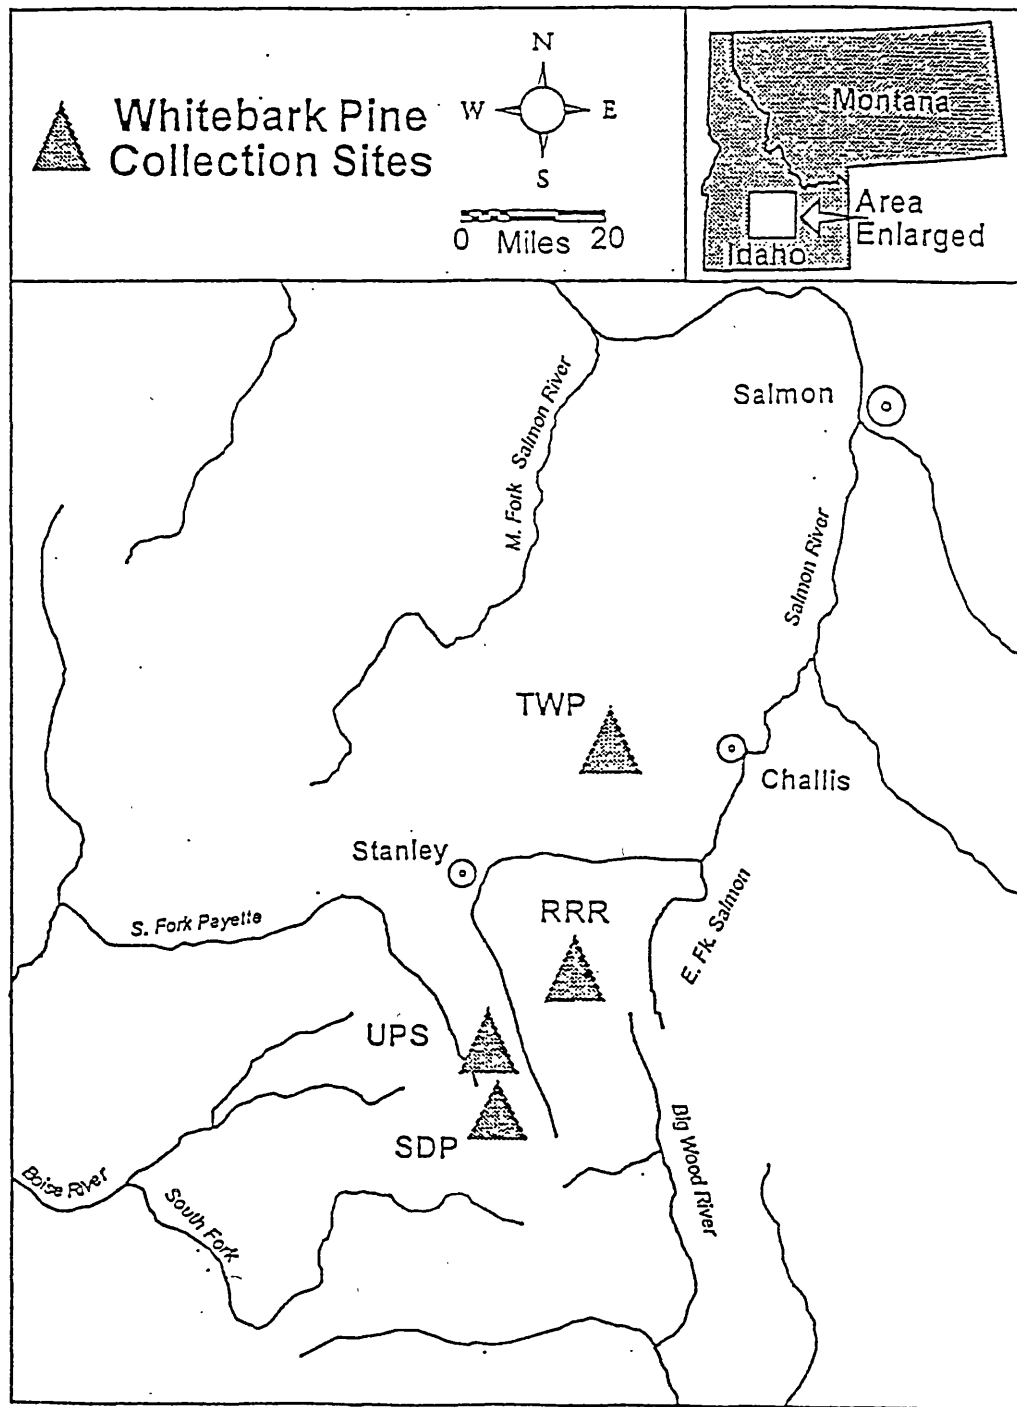 Whitebark Pine
Collection Sites
N
W E
S
0 Miles 20
Montana
Area
Enlarged
Idaho
Salmon
M. Fork Salmon River
Salmon River
TWP
Challis
Stanley
S. Fork Payette
RRR
E. Fk. Salmon
UPS
SDP
Big Wood River
Boise River
South Fork